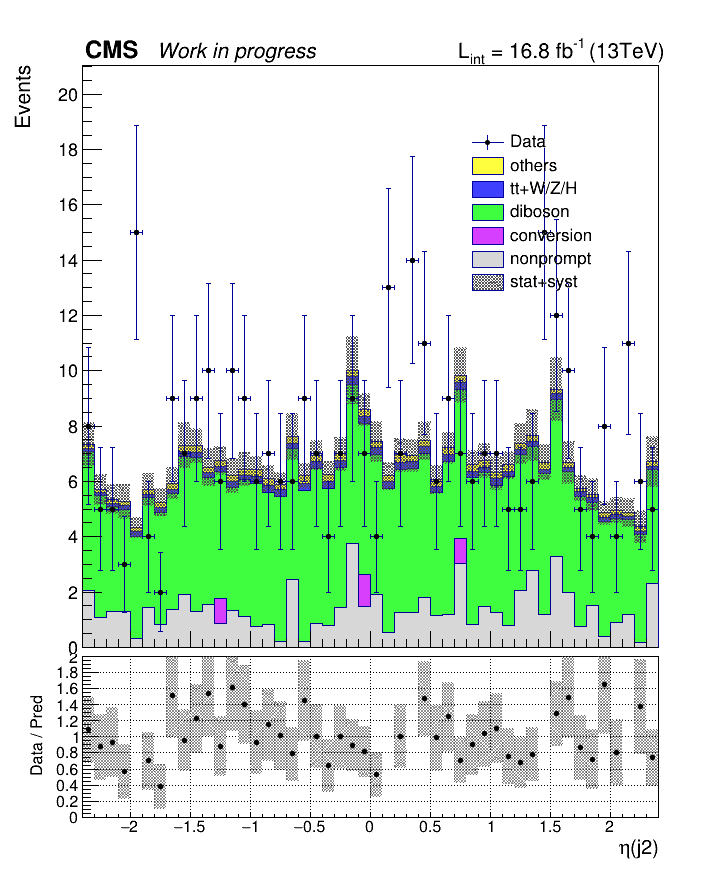 CMS Work in progress L_int = 16.8 fb^-1 (13TeV)
Events
20
18
16
14
12
10
8
6
4
2
0
Data
others
tt+W/Z/H
diboson
conversion
nonprompt
stat+syst
Data / Pred
2
1.8
1.6
1.4
1.2
1
0.8
0.6
0.4
0.2
0
−2 −1.5 −1 −0.5 0 0.5 1 1.5 2
η(j2)